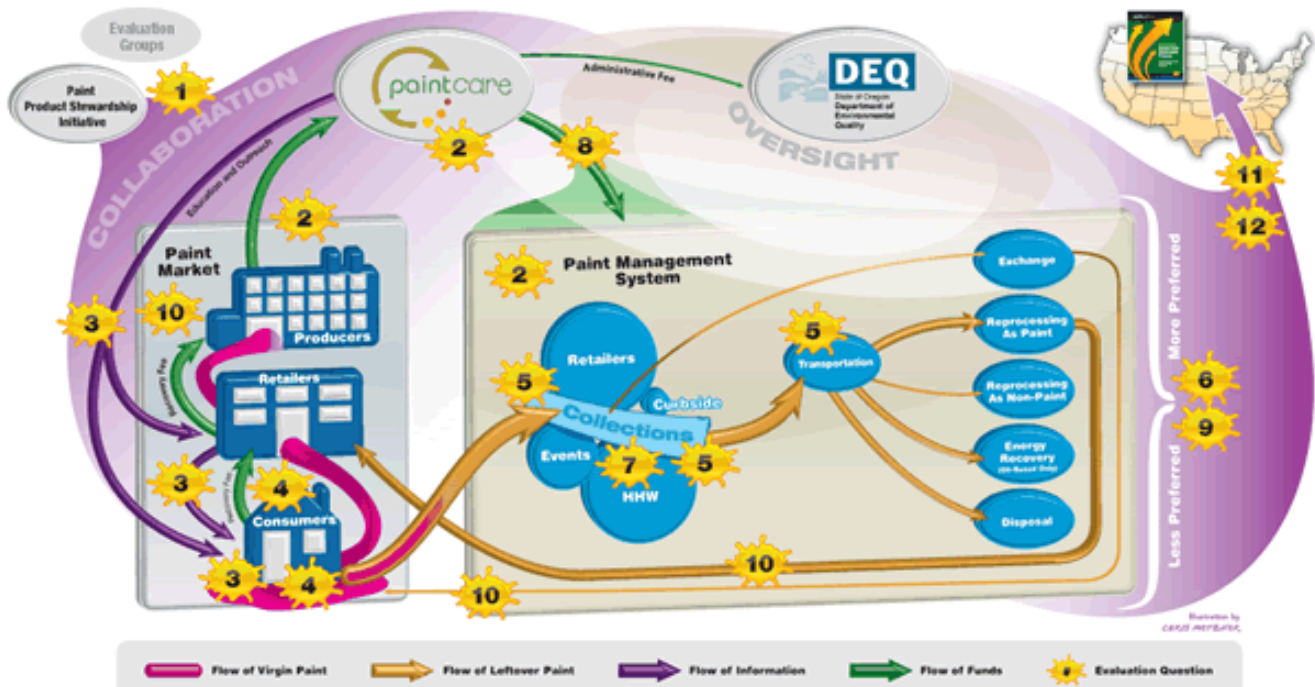 Evaluation
Groups
Paint
Product Stewardship
Initiative
1
COLLABORATION
paintcare
2
Administrative Fee
DEQ
State of Oregon
Department of
Environmental
Quality
OVERSIGHT
8
11
12
Education and Outreach
2
Paint
Market
10
3
Producers
Recovery Fee
Retailers
3
4
Recovery Fee
Consumers
3
4
2
Paint Management
System
Retailers
5
Curbside
Collections
Events
7
5
HHW
5
Transportation
Exchange
Reprocessing
As Paint
Reprocessing
As Non-Paint
Energy
Recovery
(Oil-Based Only)
Disposal
10
10
More Preferred
Less Preferred
6
9
Illustration by
Flow of Virgin Paint
Flow of Leftover Paint
Flow of Information
Flow of Funds
# Evaluation Question